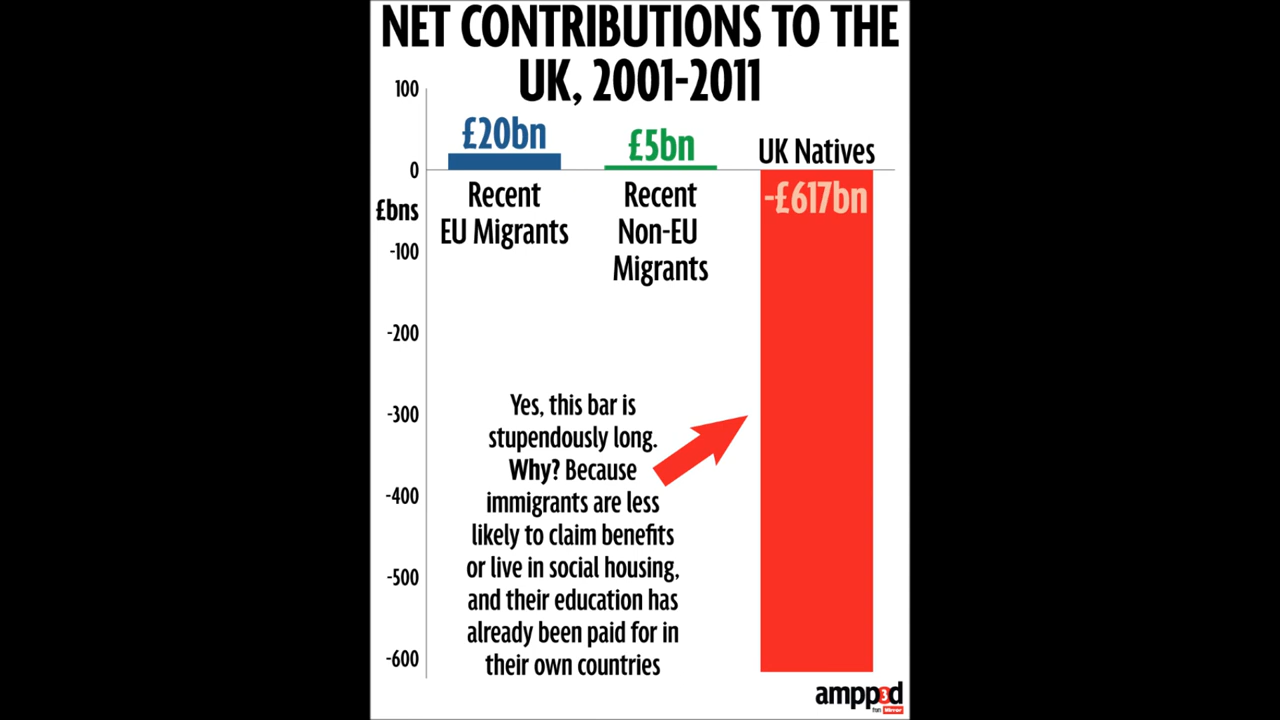 NET CONTRIBUTIONS TO THE
UK, 2001-2011
100
0
£bns
-100
-200
-300
-400
-500
-600
£20bn
Recent
EU Migrants
£5bn
Recent
Non-EU
Migrants
UK Natives
-£617bn
Yes, this bar is
stupendously long.
Why? Because
immigrants are less
likely to claim benefits
or live in social housing,
and their education has
already been paid for in
their own countries
ampp3d
from Mirror